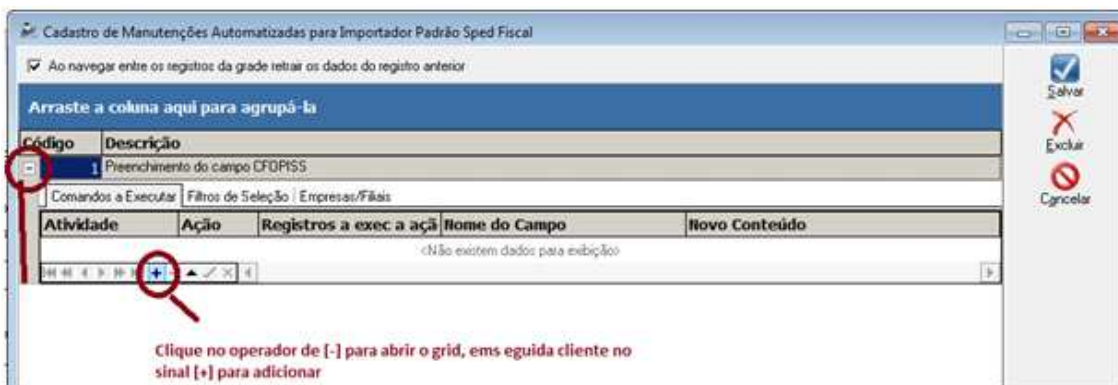 Cadastro de Manutenções Automatizadas para Importador Padrão Sped Fiscal
Ao navegar entre os registros da grade retrair os dados do registro anterior
Salvar
Arraste a coluna aqui para agrupá-la
Excluir
Código Descrição
1 Preenchimento do campo CFOPISS
Cancelar
Comandos a Executar Filtros de Seleção Empresas/Filiais
Atividade Ação Registros a exec a açã Nome do Campo Novo Conteúdo
<Não existem dados para exibição>
Clique no operador de [-] para abrir o grid, ems eguida cliente no
sinal [+] para adicionar